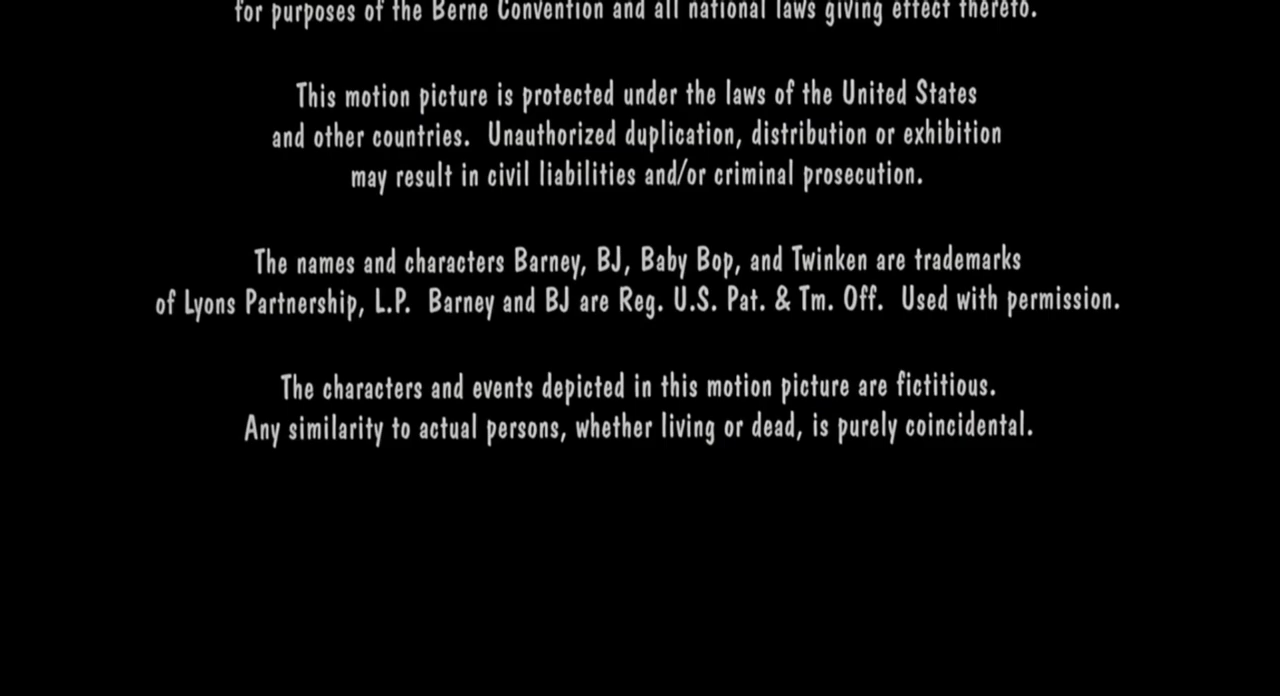 for purposes of the Berne Convention and all national laws giving effect thereto.
This motion picture is protected under the laws of the United States
and other countries.  Unauthorized duplication, distribution or exhibition
may result in civil liabilities and/or criminal prosecution.
The names and characters Barney, BJ, Baby Bop, and Twinken are trademarks
of Lyons Partnership, L.P.  Barney and BJ are Reg. U.S. Pat. & Tm. Off.  Used with permission.
The characters and events depicted in this motion picture are fictitious.
Any similarity to actual persons, whether living or dead, is purely coincidental.